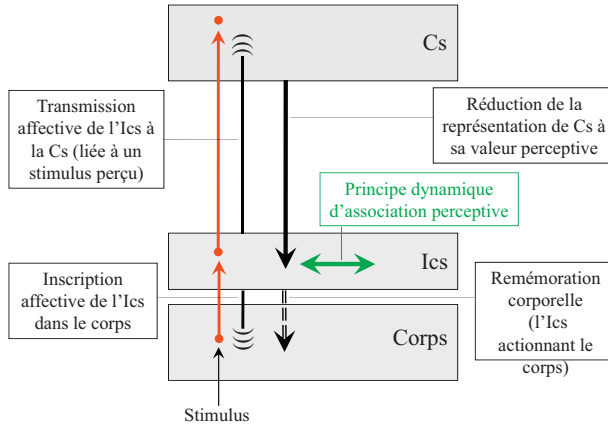 Cs
Transmission
affective de l’Ics à
la Cs (liée à un
stimulus perçu)
Réduction de la
représentation de Cs à
sa valeur perceptive
Principe dynamique
d’association perceptive
Ics
Inscription
affective de l’Ics
dans le corps
Remémoration
corporelle
(l’Ics
actionnant le
corps)
Corps
Stimulus